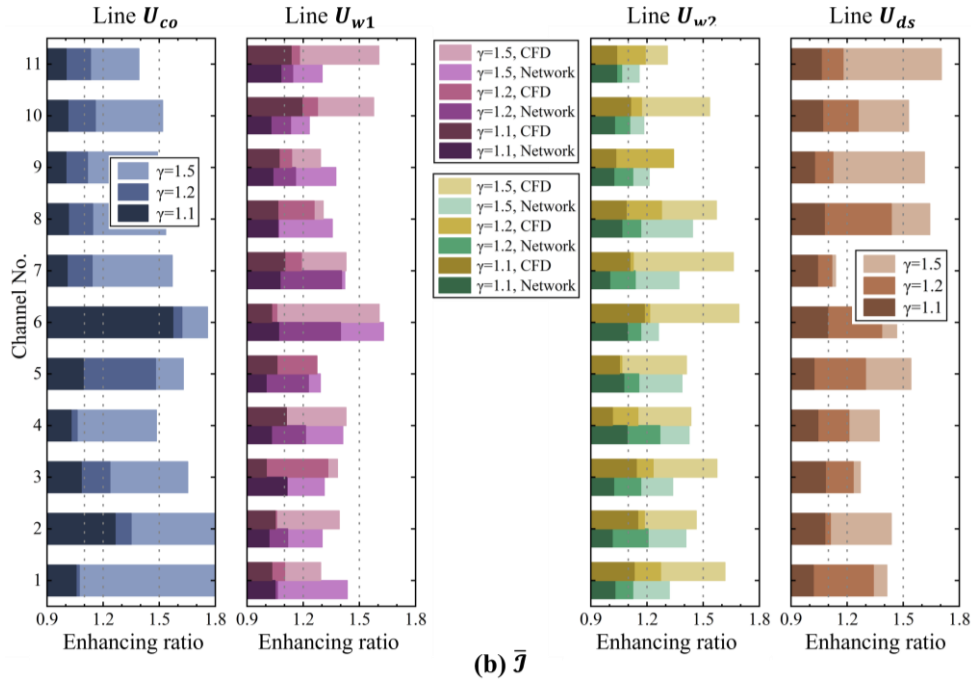 Line U_co
Line U_w1
Line U_w2
Line U_ds
Channel No.
11
10
9
8
7
6
5
4
3
2
1
γ=1.5
γ=1.2
γ=1.1
γ=1.5, CFD
γ=1.5, Network
γ=1.2, CFD
γ=1.2, Network
γ=1.1, CFD
γ=1.1, Network
γ=1.5, CFD
γ=1.5, Network
γ=1.2, CFD
γ=1.2, Network
γ=1.1, CFD
γ=1.1, Network
γ=1.5
γ=1.2
γ=1.1
0.9 1.2 1.5 1.8
0.9 1.2 1.5 1.8
0.9 1.2 1.5 1.8
0.9 1.2 1.5 1.8
Enhancing ratio
Enhancing ratio
Enhancing ratio
Enhancing ratio
(b) 𝓙̄